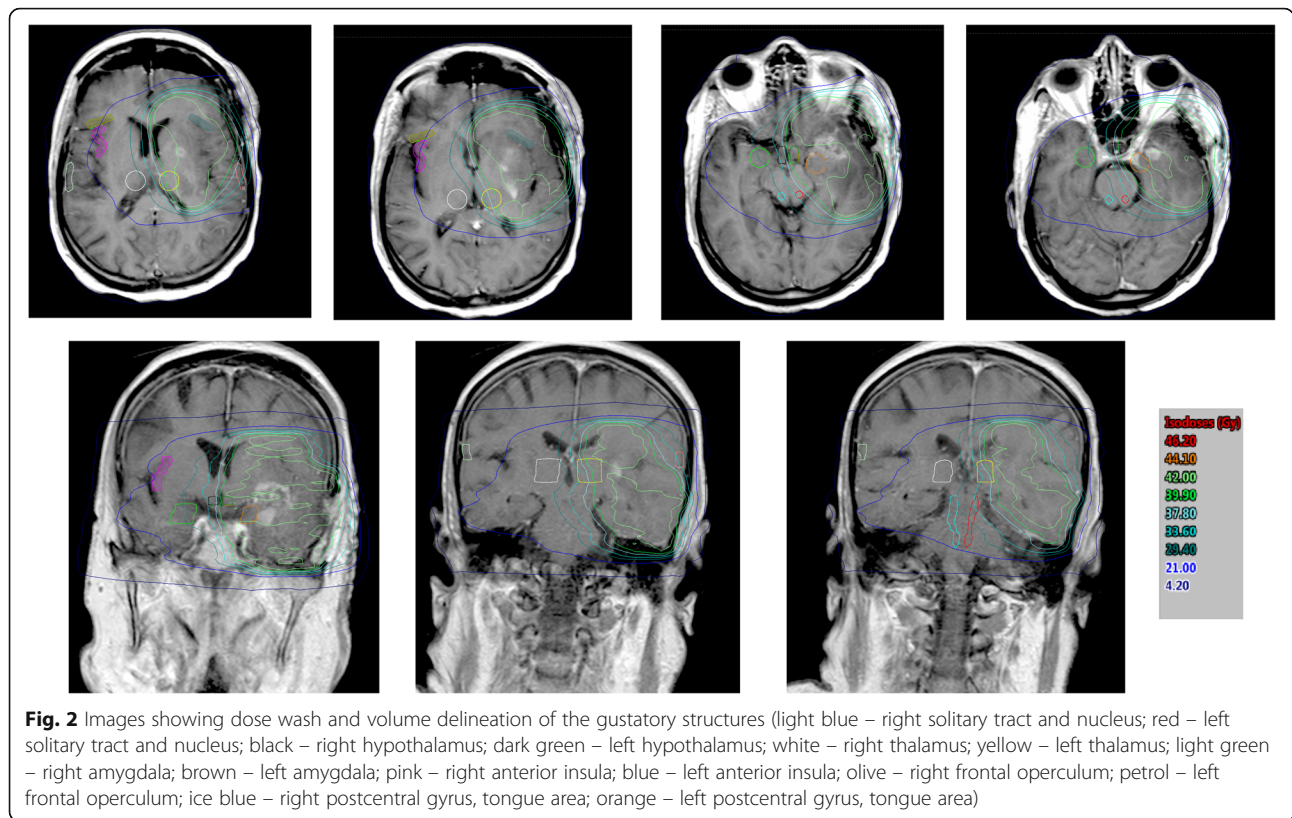 Isodoses (Gy)
46.20
44.10
42.00
39.90
37.80
33.60
29.40
21.00
4.20
Fig. 2 Images showing dose wash and volume delineation of the gustatory structures (light blue – right solitary tract and nucleus; red – left
solitary tract and nucleus; black – right hypothalamus; dark green – left hypothalamus; white – right thalamus; yellow – left thalamus; light green
– right amygdala; brown – left amygdala; pink – right anterior insula; blue – left anterior insula; olive – right frontal operculum; petrol – left
frontal operculum; ice blue – right postcentral gyrus, tongue area; orange – left postcentral gyrus, tongue area)